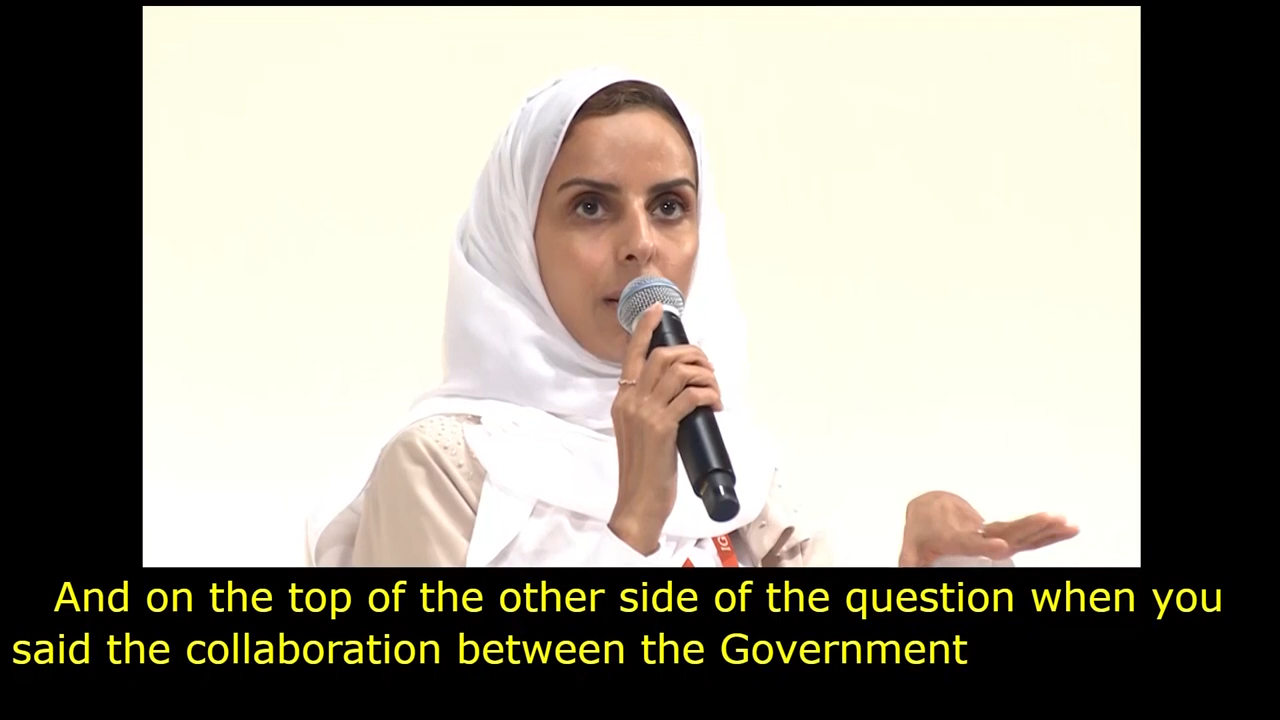 And on the top of the other side of the question when you
said the collaboration between the Government